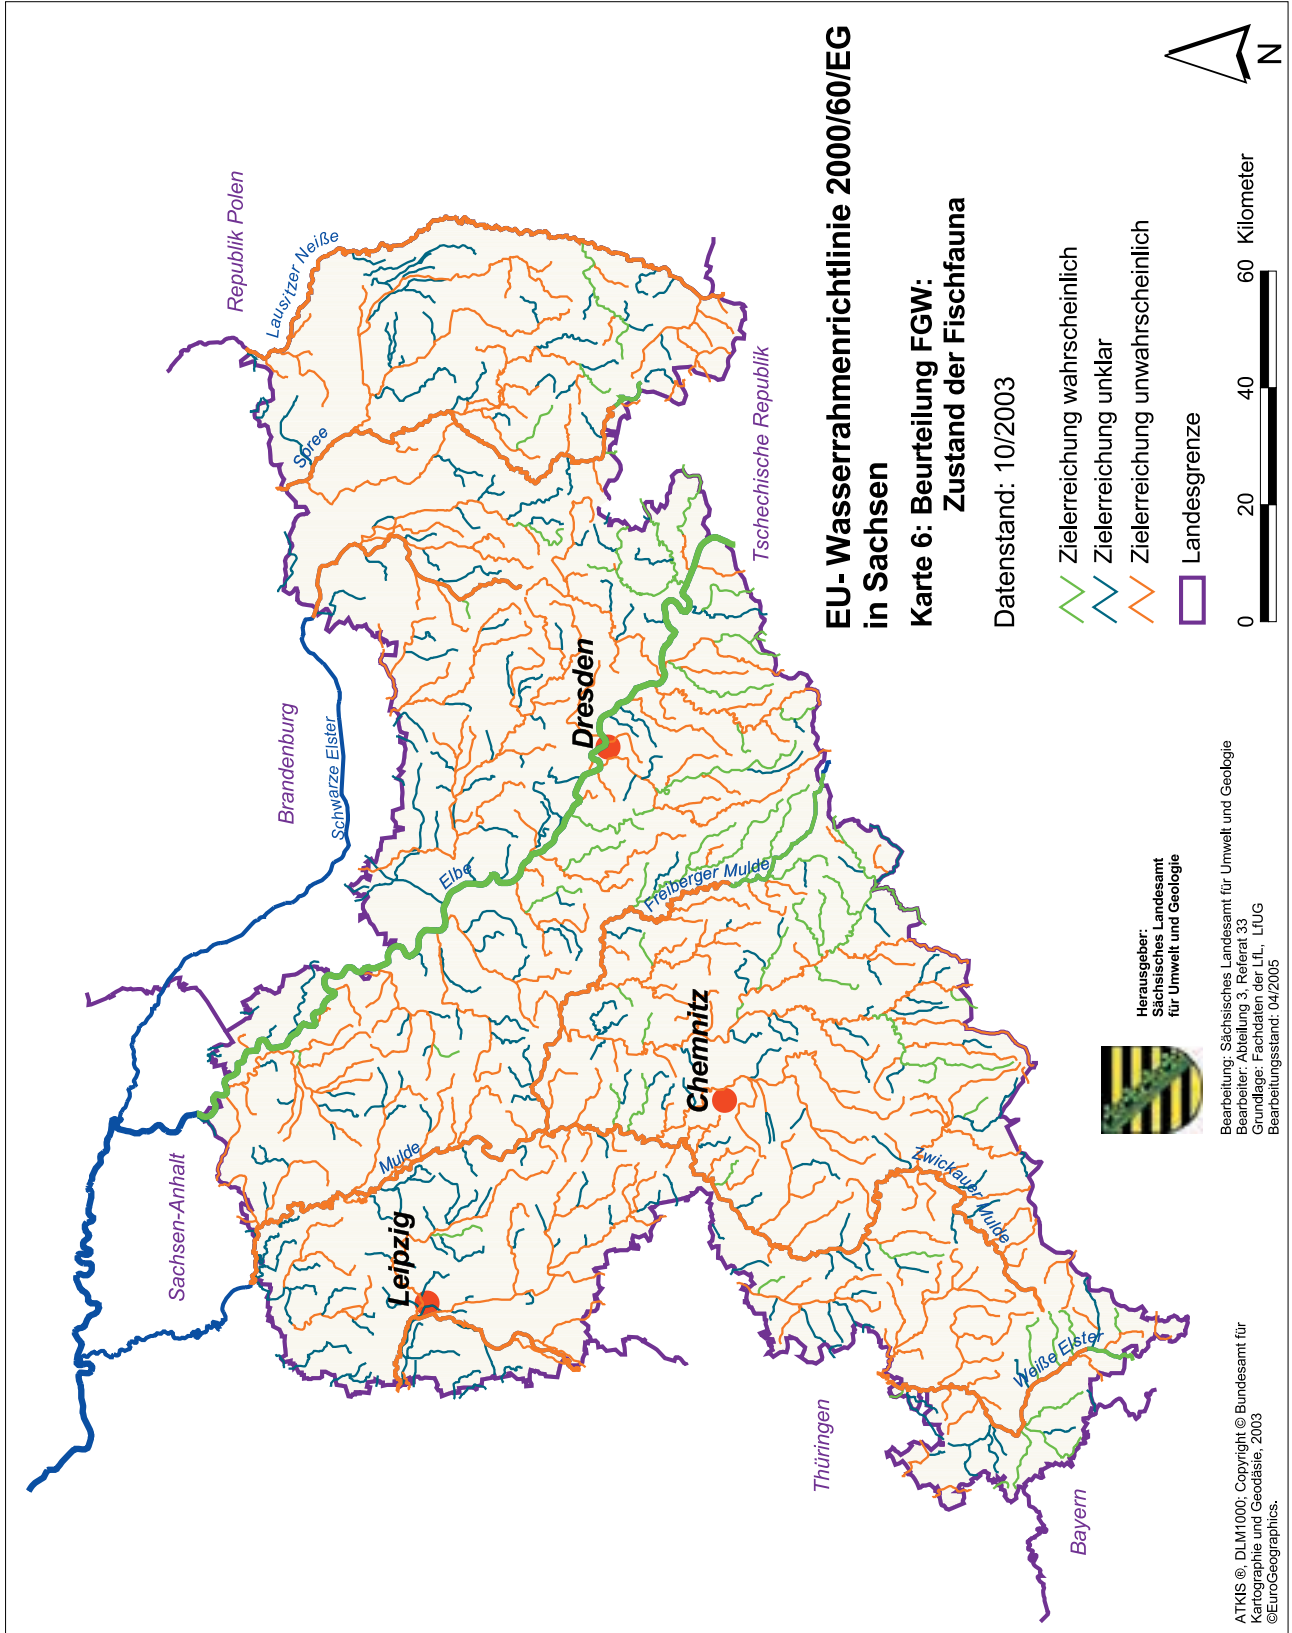 EU- Wasserrahmenrichtlinie 2000/60/EG
in Sachsen
Karte 6: Beurteilung FGW:
Zustand der Fischfauna
Datenstand: 10/2003
Zielerreichung wahrscheinlich
Zielerreichung unklar
Zielerreichung unwahrscheinlich
Landesgrenze
0 20 40 60 Kilometer
N
Republik Polen
Lausitzer Neiße
Spree
Tschechische Republik
Brandenburg
Schwarze Elster
Dresden
Elbe
Freiberger Mulde
Chemnitz
Sachsen-Anhalt
Mulde
Leipzig
Zwickauer
Mulde
Weiße Elster
Thüringen
Bayern
Herausgeber:
Sächsisches Landesamt
für Umwelt und Geologie
Bearbeitung: Sächsisches Landesamt für Umwelt und Geologie
Bearbeiter: Abteilung 3, Referat 33
Grundlage: Fachdaten der LfL, LfUG
Bearbeitungsstand: 04/2005
ATKIS ®, DLM1000; Copyright © Bundesamt für
Kartographie und Geodäsie, 2003
©EuroGeographics.